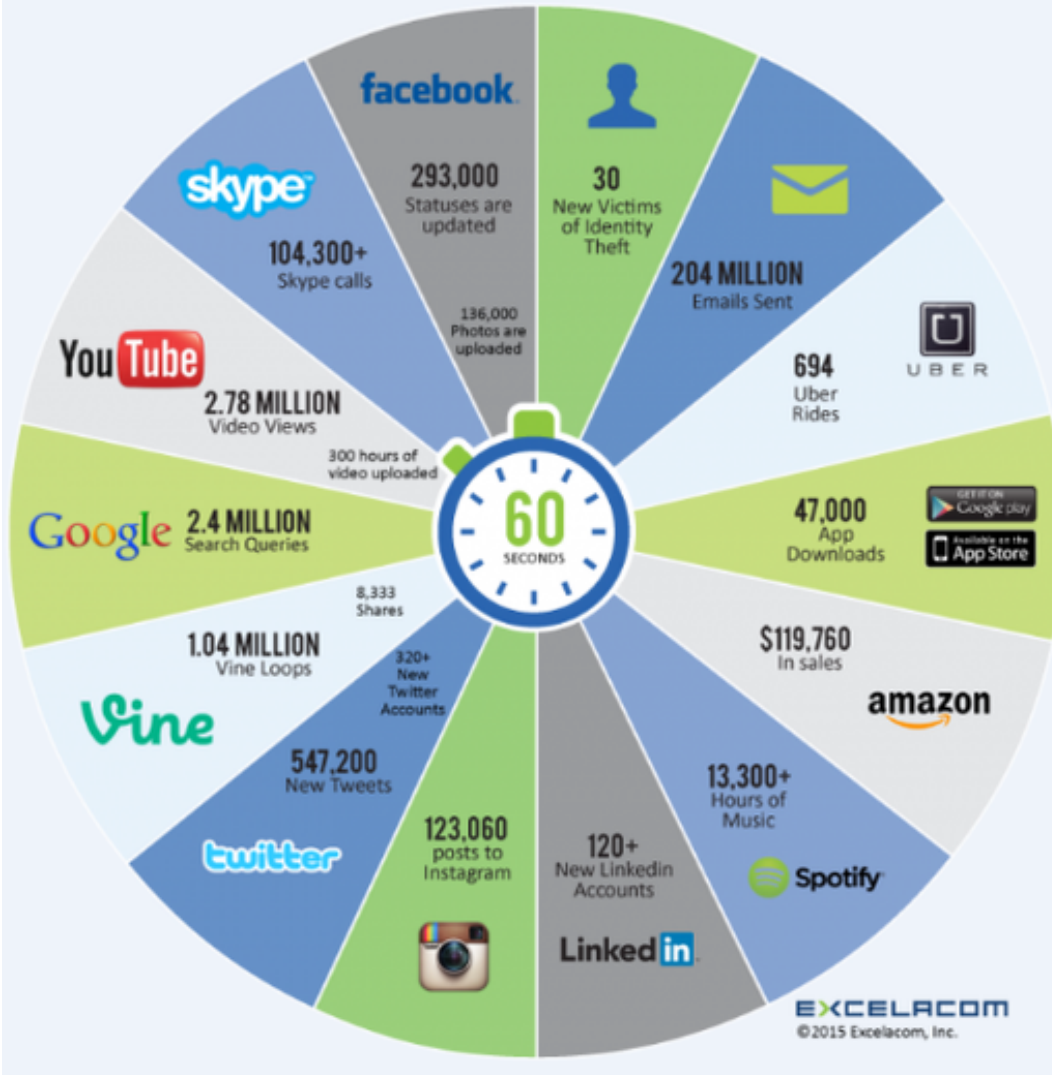 facebook
293,000
Statuses are
updated
136,000
Photos are
uploaded
30
New Victims
of Identity
Theft
204 MILLION
Emails Sent
UBER
694
Uber
Rides
47,000
App
Downloads
GET IT ON
Google play
Available on the
App Store
$119,760
In sales
amazon
13,300+
Hours of
Music
Spotify
120+
New Linkedin
Accounts
Linked in
123,060
posts to
Instagram
320+
New
Twitter
Accounts
547,200
New Tweets
twitter
8,333
Shares
1.04 MILLION
Vine Loops
Vine
Google
2.4 MILLION
Search Queries
You Tube
2.78 MILLION
Video Views
300 hours of
video uploaded
skype
104,300+
Skype calls
60
SECONDS
EXCELACOM
©2015 Excelacom, Inc.